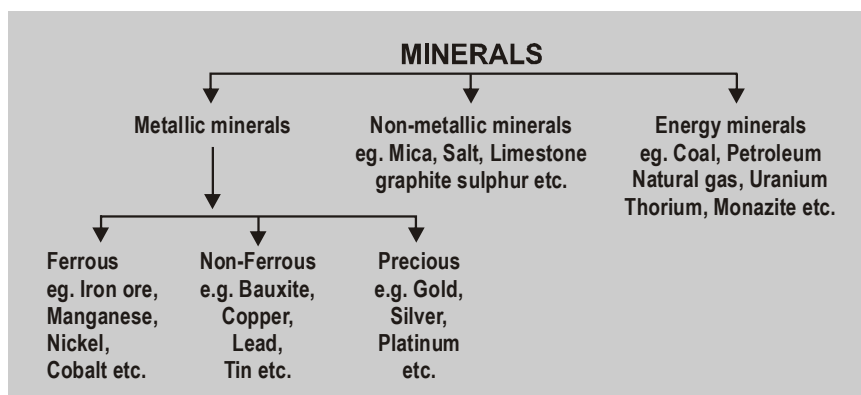 MINERALS
Metallic minerals
Non-metallic minerals
eg. Mica, Salt, Limestone
graphite sulphur etc.
Energy minerals
eg. Coal, Petroleum
Natural gas, Uranium
Thorium, Monazite etc.
Ferrous
eg. Iron ore,
Manganese,
Nickel,
Cobalt etc.
Non-Ferrous
e.g. Bauxite,
Copper,
Lead,
Tin etc.
Precious
e.g. Gold,
Silver,
Platinum
etc.